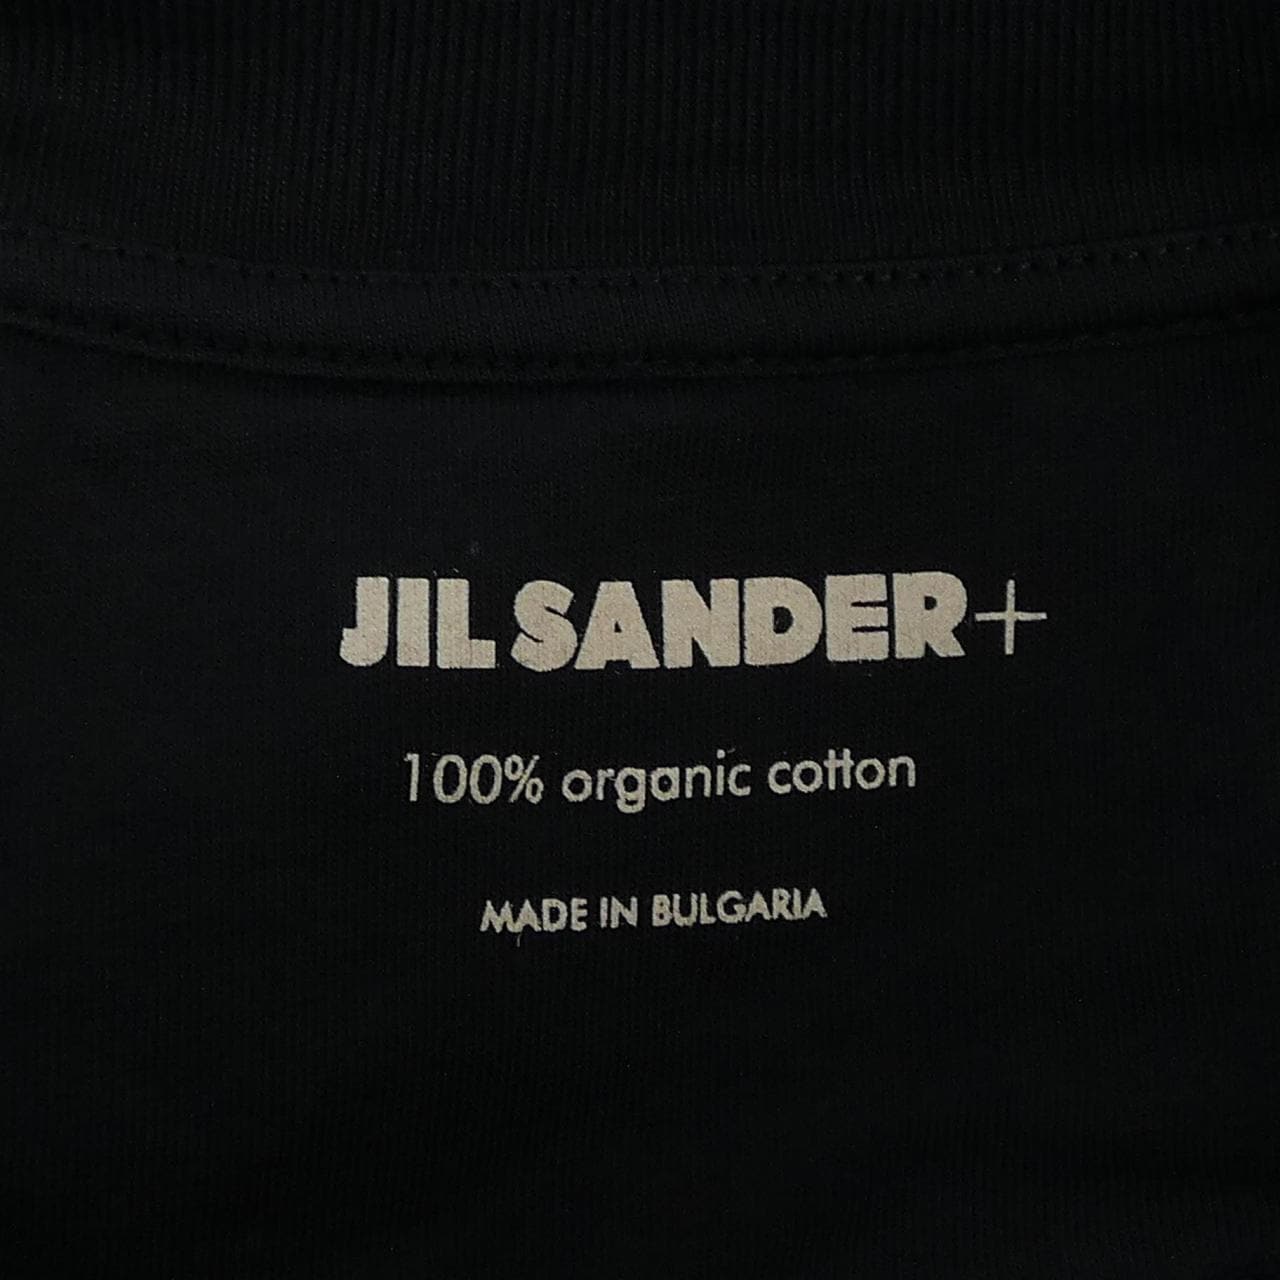 JIL SANDER+
100% organic cotton
MADE IN BULGARIA